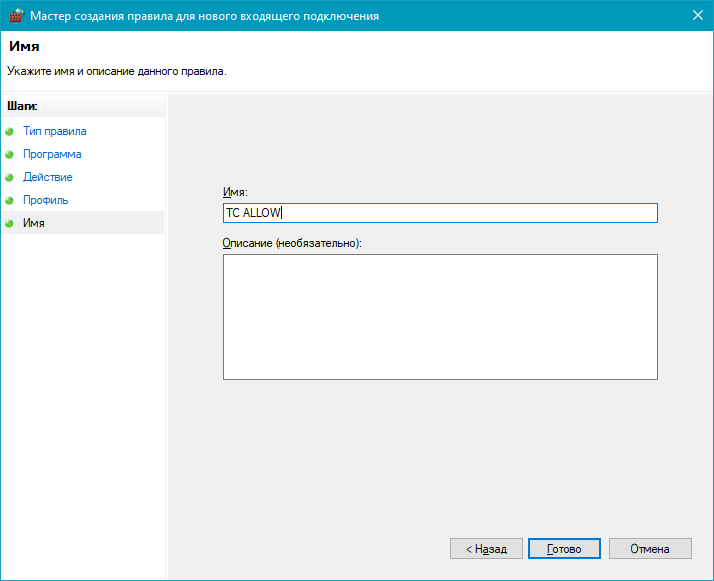 Мастер создания правила для нового входящего подключения
Имя
Укажите имя и описание данного правила.
Шаги:
Тип правила
Программа
Действие
Профиль
Имя
Имя:
TC ALLOW
Описание (необязательно):
< Назад
Готово
Отмена